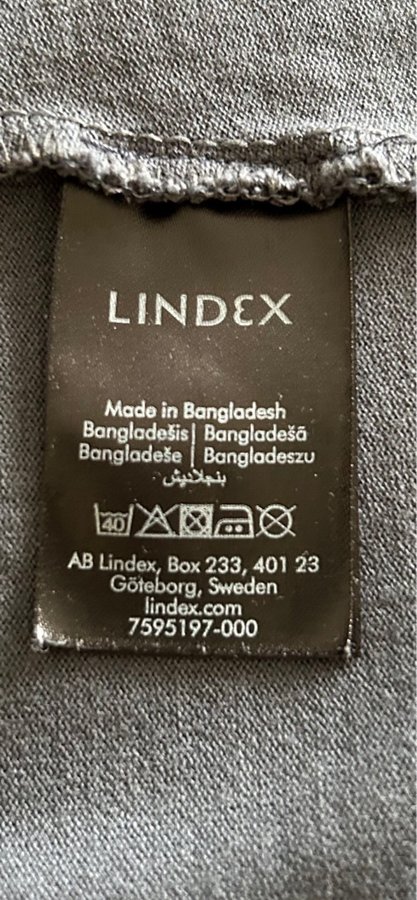 LINDEX
Made in Bangladesh
Bangladešis | Bangladešā
Bangladeše | Bangladeszu
بنجلاديش
40
AB Lindex, Box 233, 401 23
Göteborg, Sweden
lindex.com
7595197-000